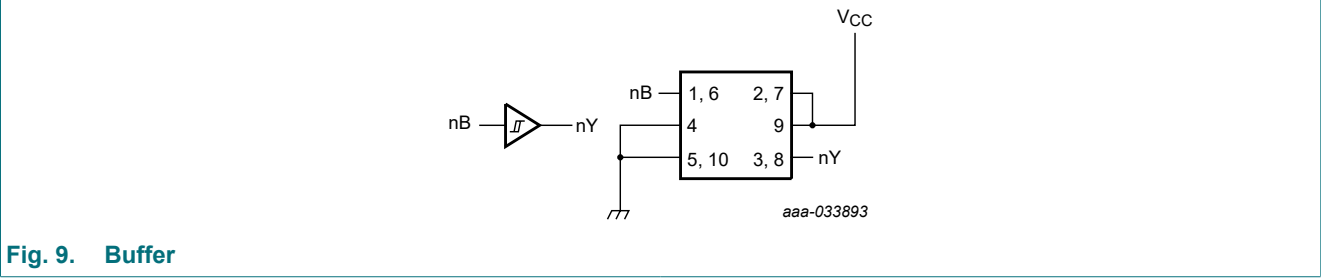 VCC
nB
nY
nB
1, 6
2, 7
4
9
5, 10
3, 8
nY
aaa-033893
Fig. 9. Buffer